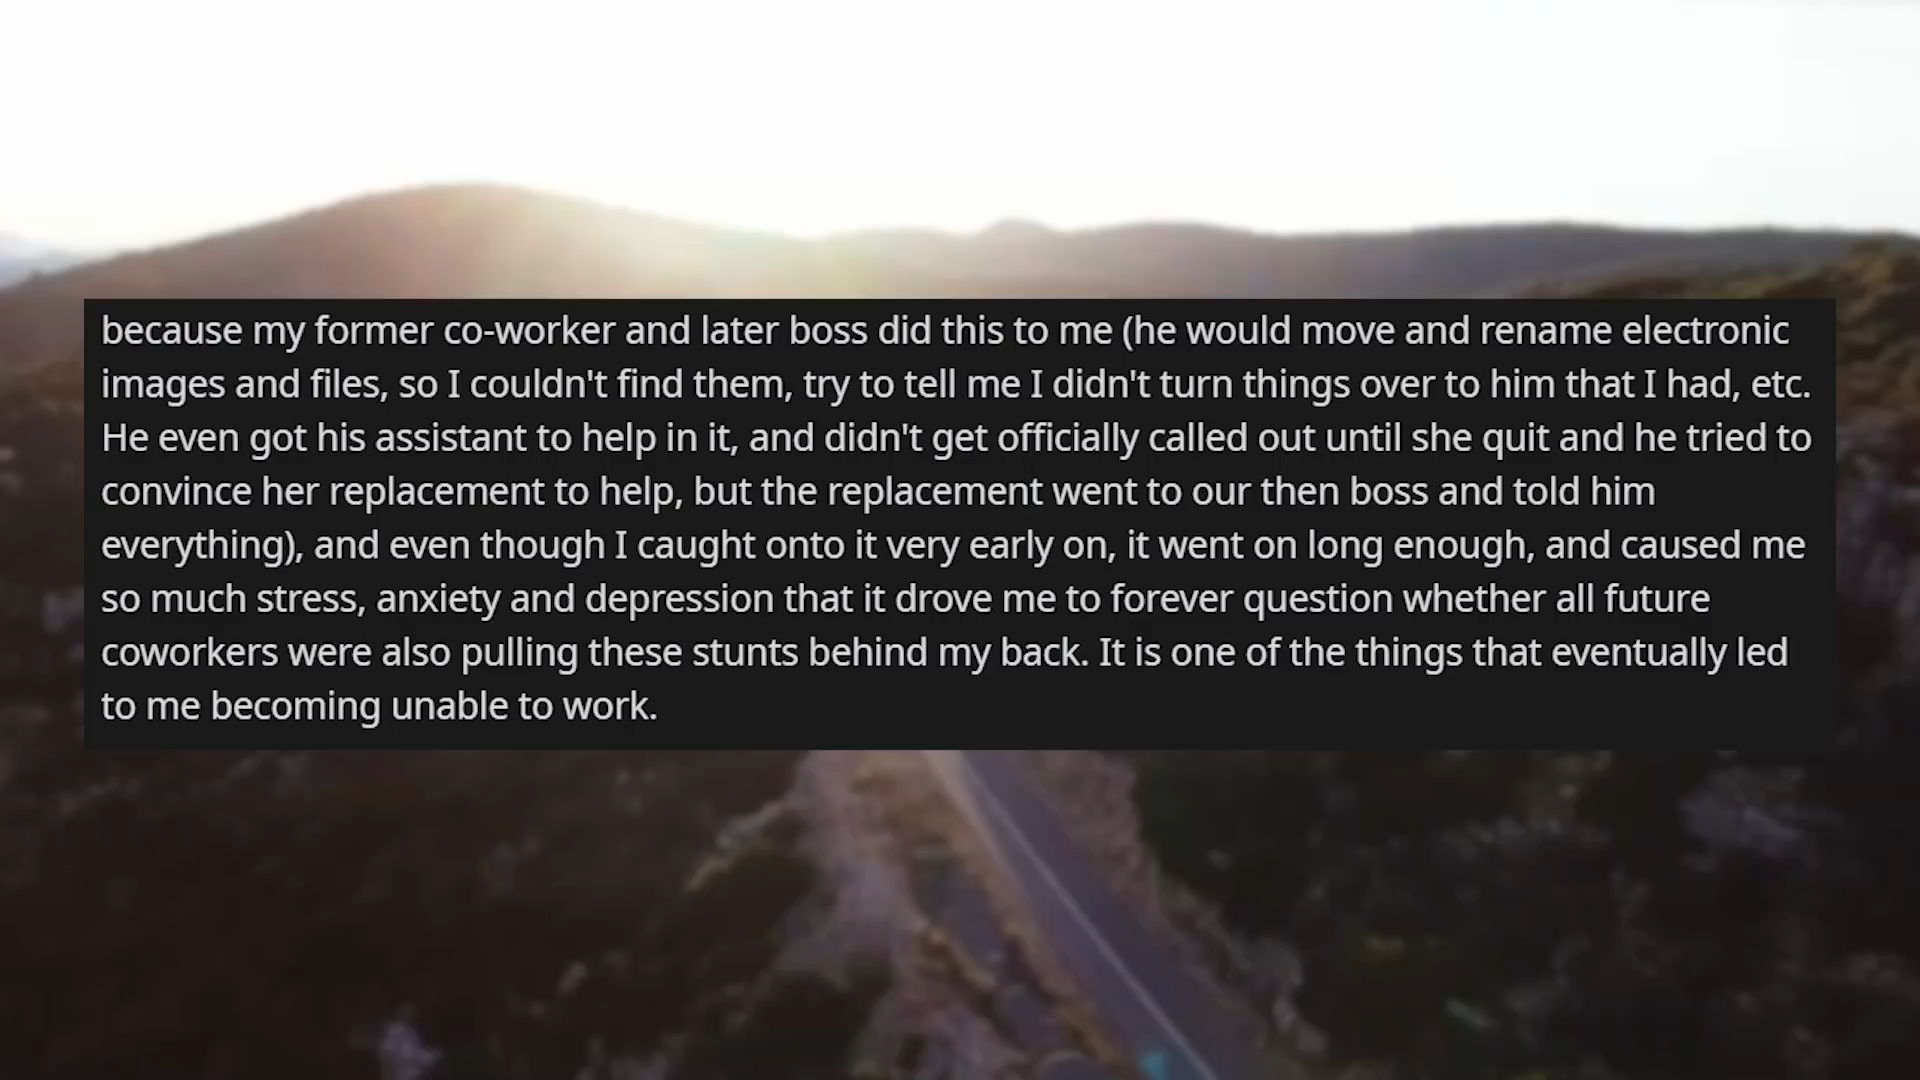 because my former co-worker and later boss did this to me (he would move and rename electronic
images and files, so I couldn't find them, try to tell me I didn't turn things over to him that I had, etc.
He even got his assistant to help in it, and didn't get officially called out until she quit and he tried to
convince her replacement to help, but the replacement went to our then boss and told him
everything), and even though I caught onto it very early on, it went on long enough, and caused me
so much stress, anxiety and depression that it drove me to forever question whether all future
coworkers were also pulling these stunts behind my back. It is one of the things that eventually led
to me becoming unable to work.